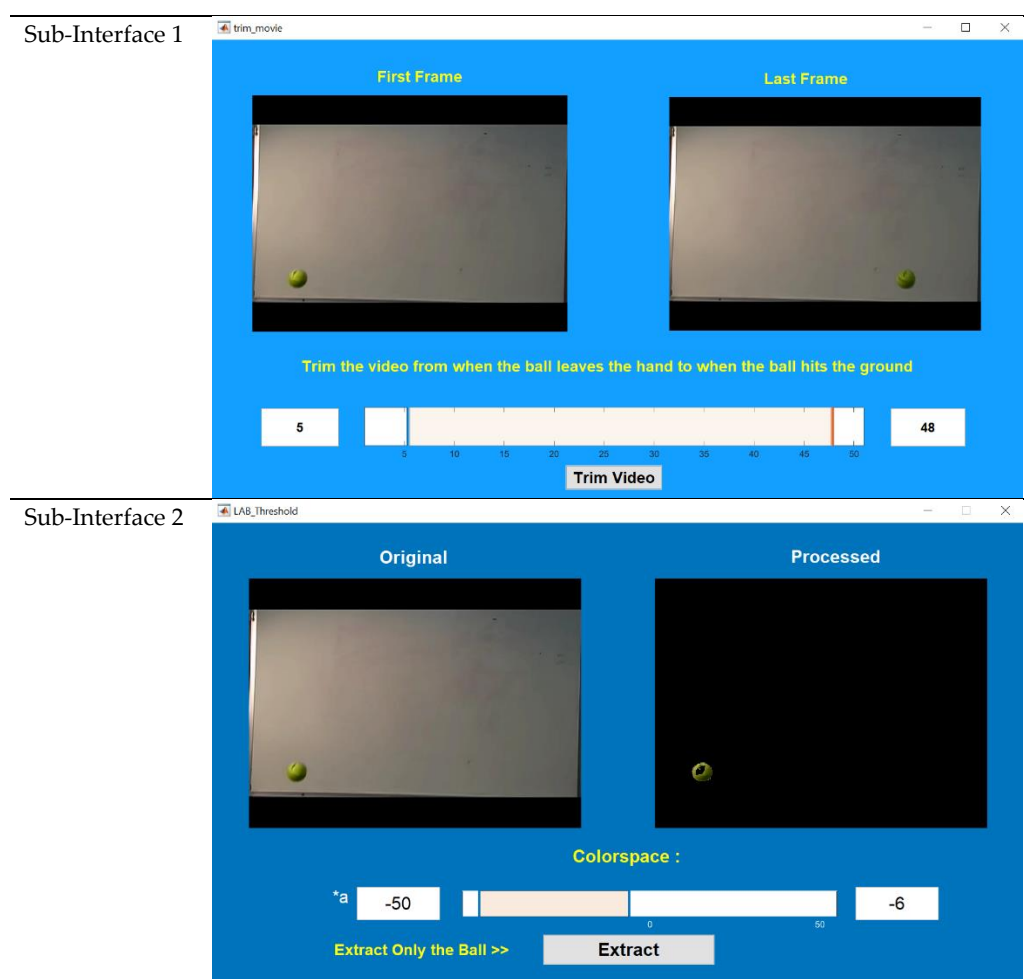 Sub-Interface 1
trim_movie
First Frame
Last Frame
Trim the video from when the ball leaves the hand to when the ball hits the ground
5
48
5 10 15 20 25 30 35 40 45 50
Trim Video
Sub-Interface 2
LAB_Threshold
Original
Processed
Colorspace :
*a
-50
-6
0 50
Extract Only the Ball >>
Extract